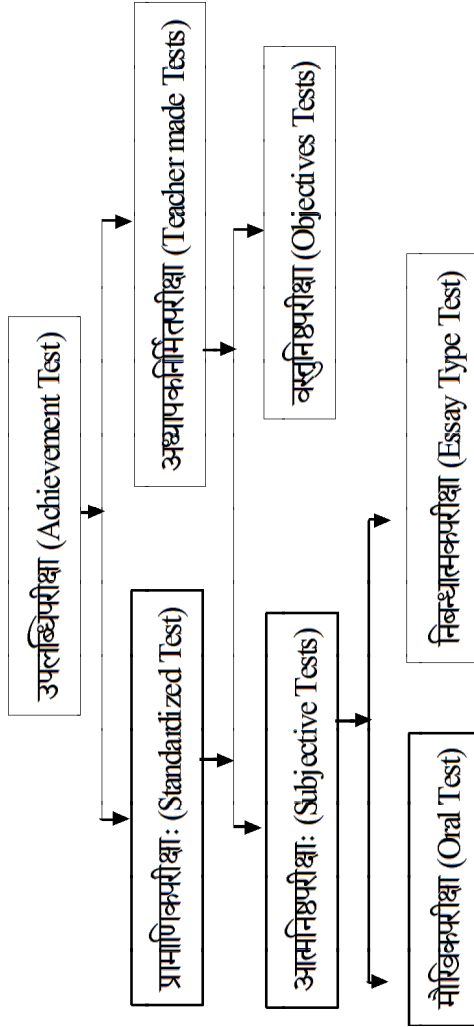 उपलब्धिपरीक्षा (Achievement Test)
प्रामाणिकपरीक्षाः (Standardized Test)
अध्यापकनिर्मितपरीक्षा (Teacher made Tests)
आत्मनिष्ठपरीक्षाः (Subjective Tests)
वस्तुनिष्ठपरीक्षा (Objectives Tests)
मौखिकपरीक्षा (Oral Test)
निबन्धात्मकपरीक्षा (Essay Type Test)